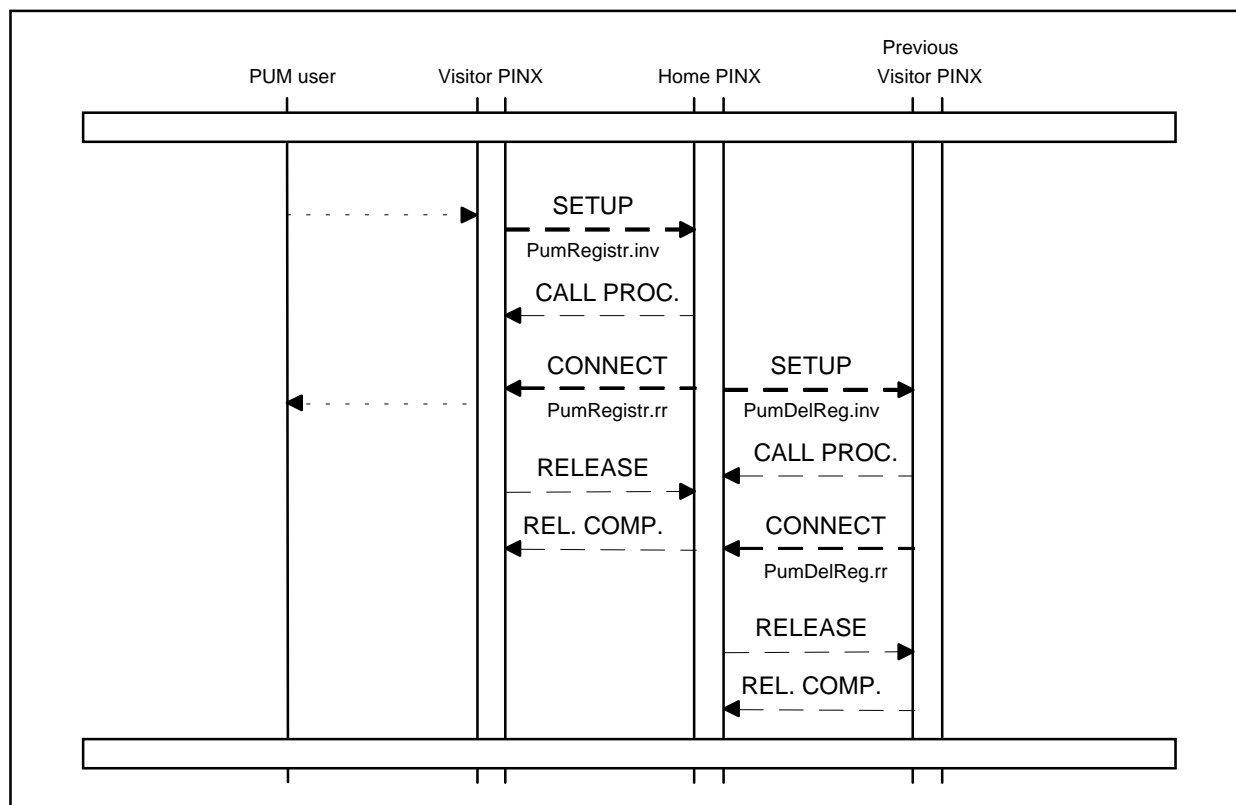 Previous
PUM user Visitor PINX Home PINX Visitor PINX
SETUP
PumRegistr.inv
CALL PROC.
CONNECT SETUP
PumRegistr.rr PumDelReg.inv
CALL PROC.
RELEASE
REL. COMP. CONNECT
PumDelReg.rr
RELEASE
REL. COMP.